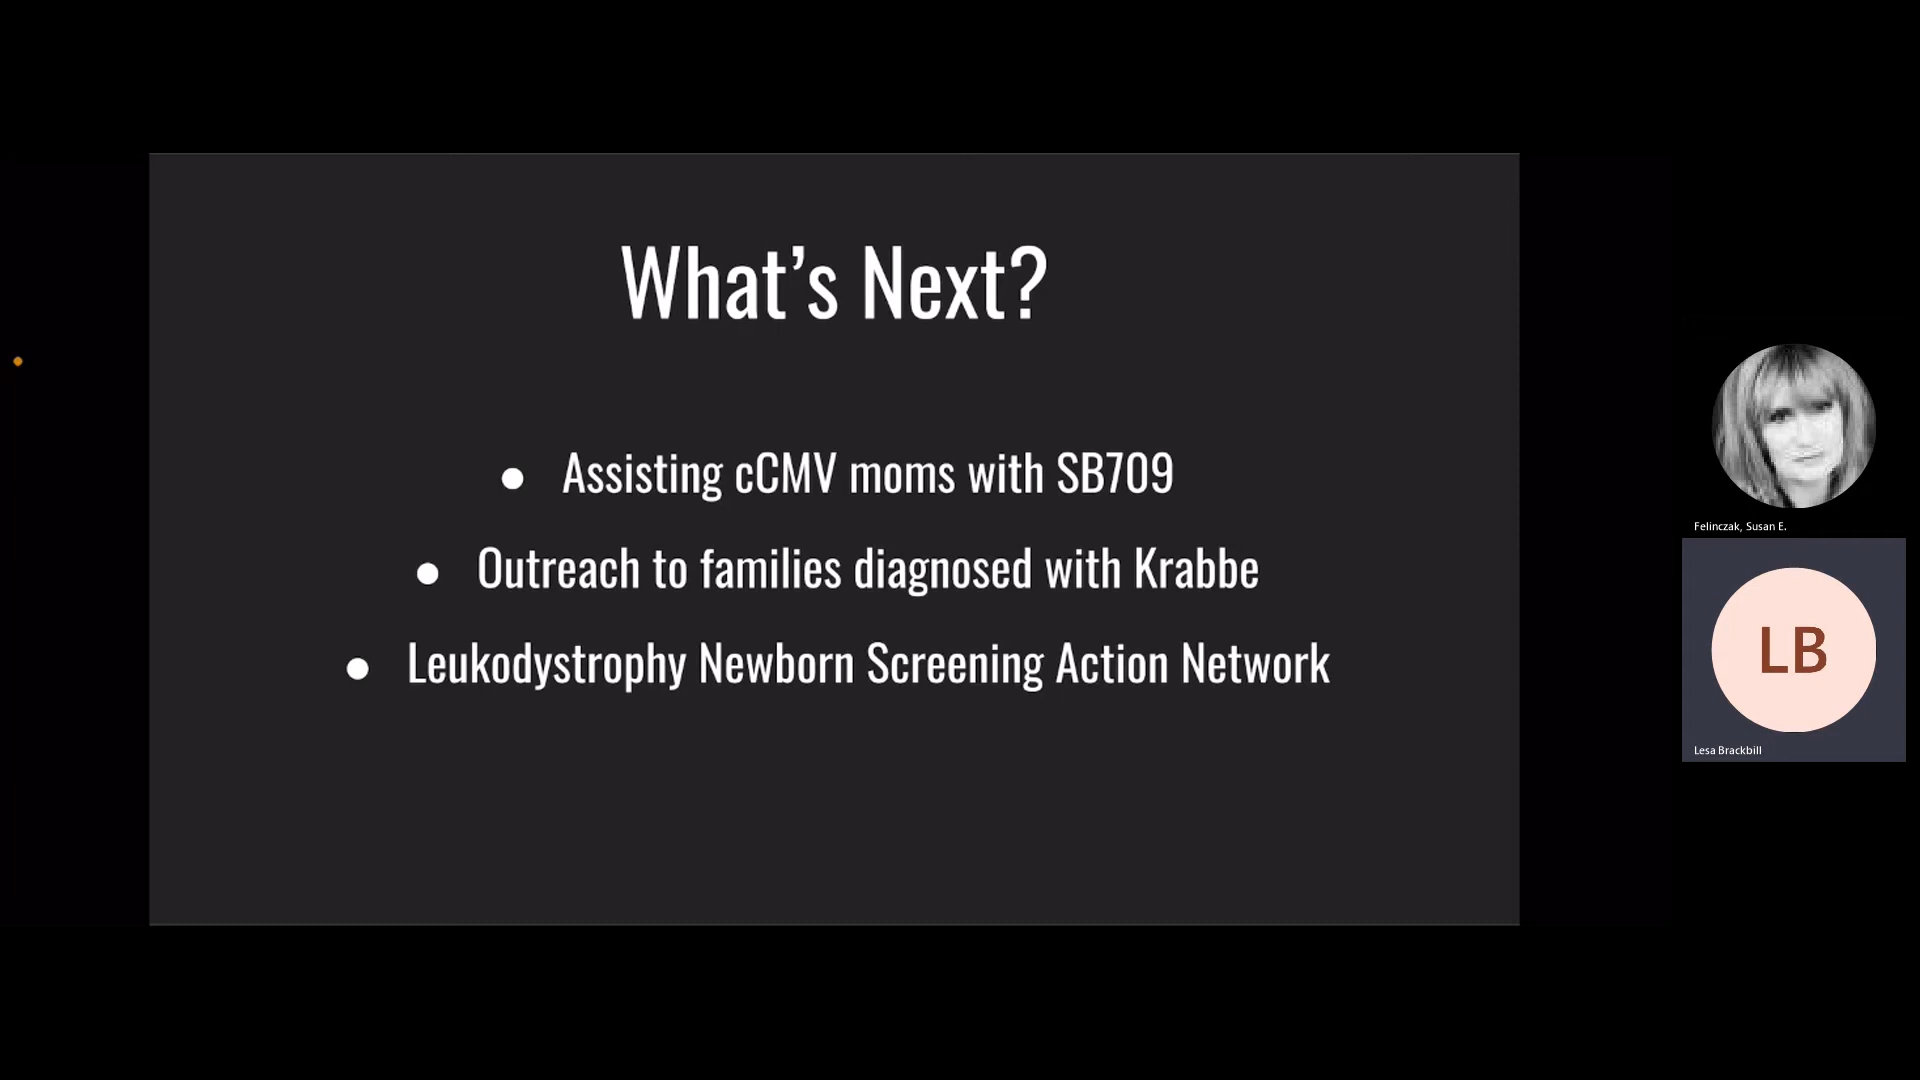 What’s Next?
● Assisting cCMV moms with SB709
● Outreach to families diagnosed with Krabbe
● Leukodystrophy Newborn Screening Action Network
Felinczak, Susan E.
LB
Lesa Brackbill